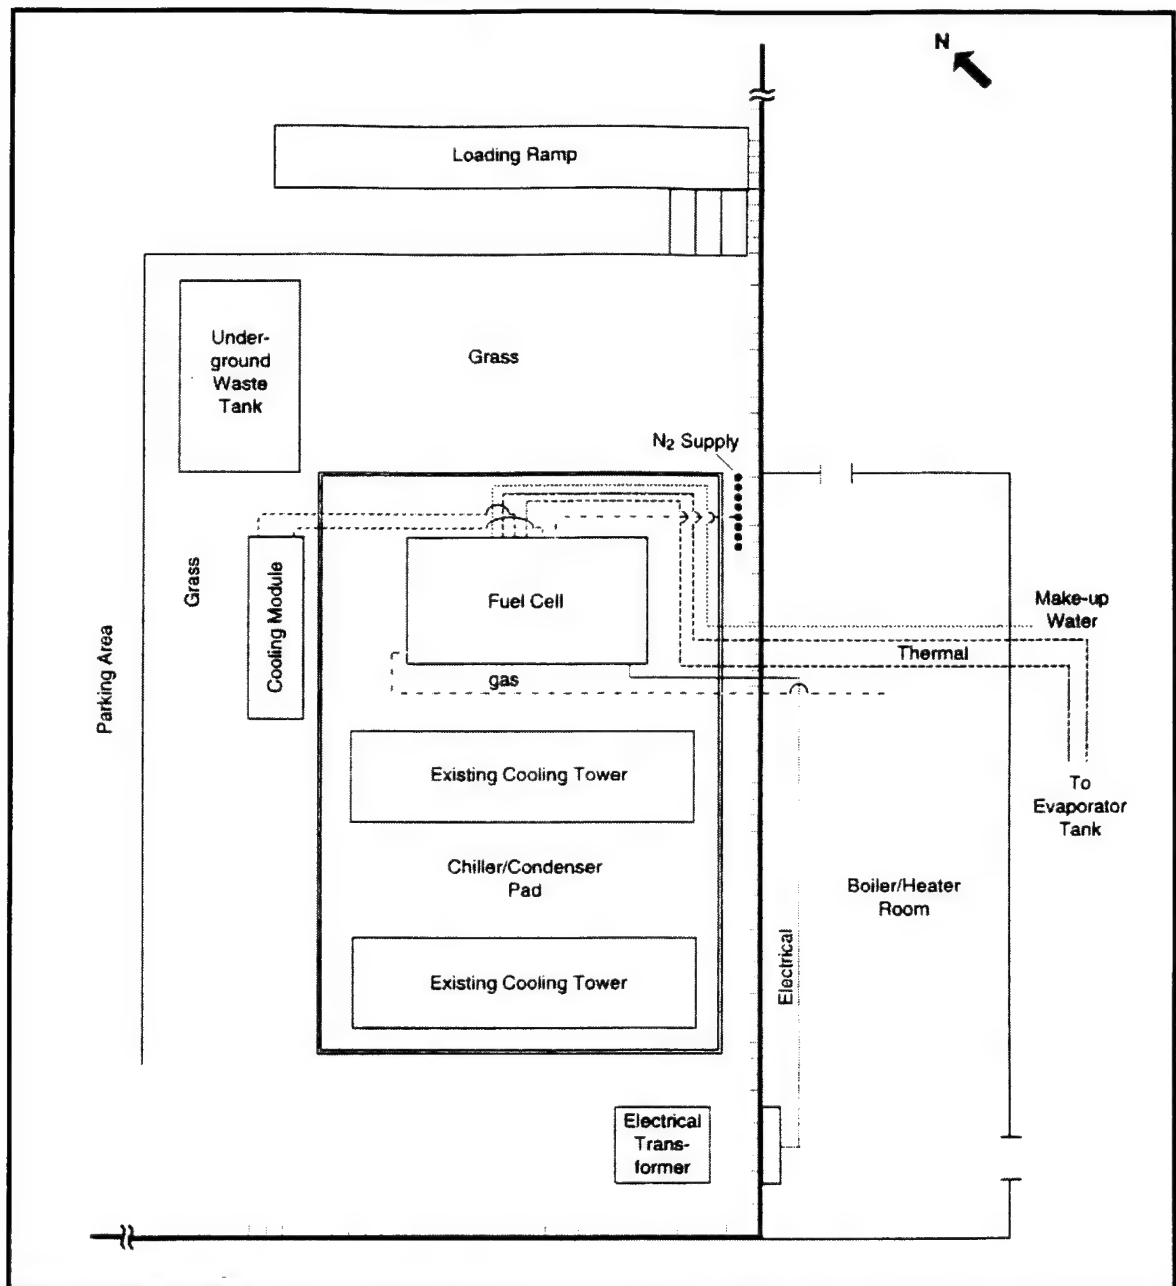 N
Loading Ramp
Under-
ground
Waste
Tank
Grass
N₂ Supply
Grass
Cooling Module
Fuel Cell
Parking Area
Make-up
Water
Thermal
gas
Existing Cooling Tower
To
Evaporator
Tank
Chiller/Condenser
Pad
Boiler/Heater
Room
Electrical
Existing Cooling Tower
Electrical
Trans-
former